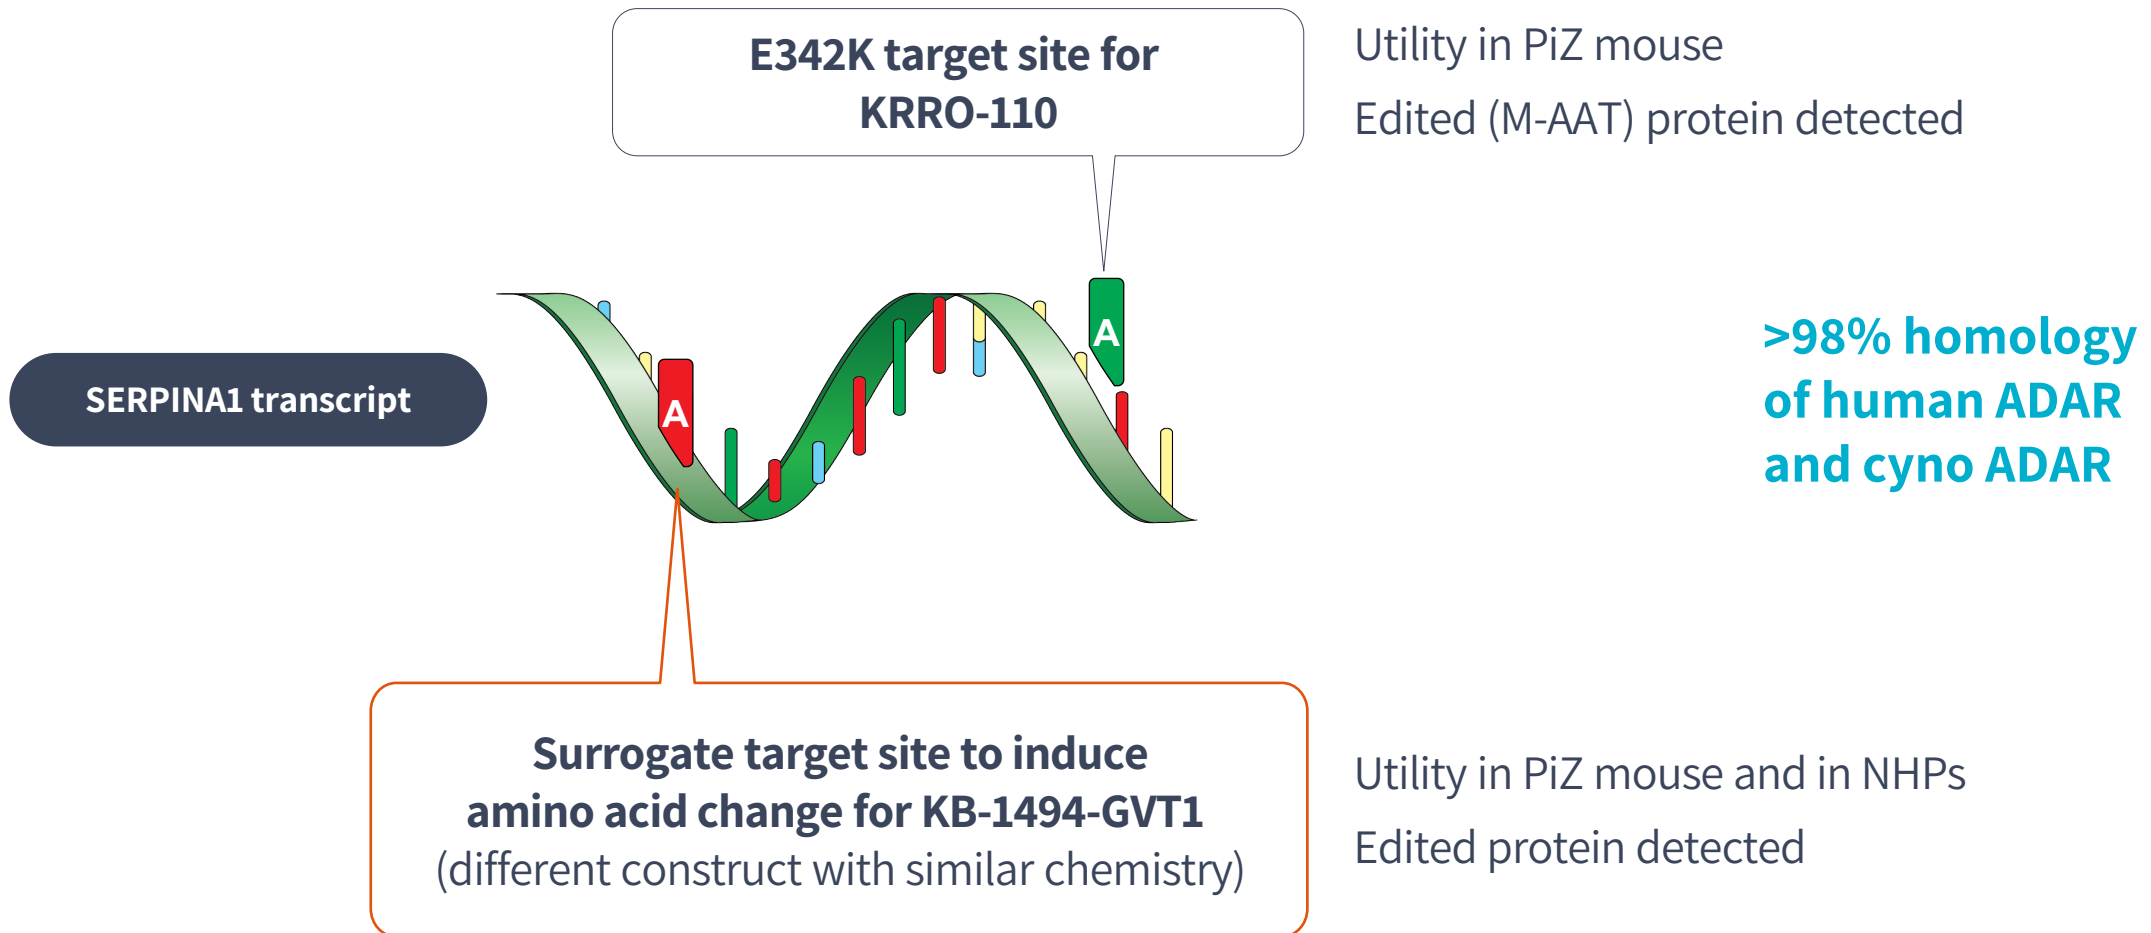 E342K target site for
KRRO-110
Utility in PiZ mouse
Edited (M-AAT) protein detected
A
A
SERPINA1 transcript
>98% homology
of human ADAR
and cyno ADAR
Surrogate target site to induce
amino acid change for KB-1494-GVT1
(different construct with similar chemistry)
Utility in PiZ mouse and in NHPs
Edited protein detected